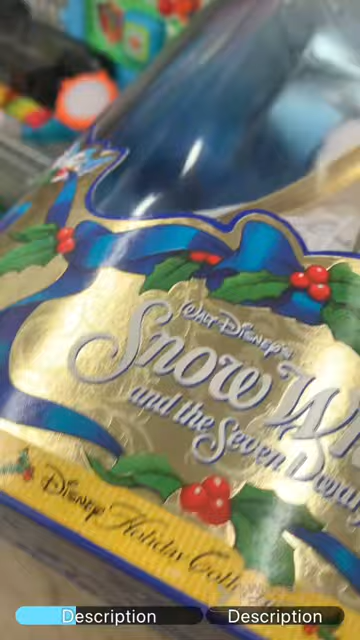 Walt Disney's
Snow
and the Seven
Disney Holiday
Description Description